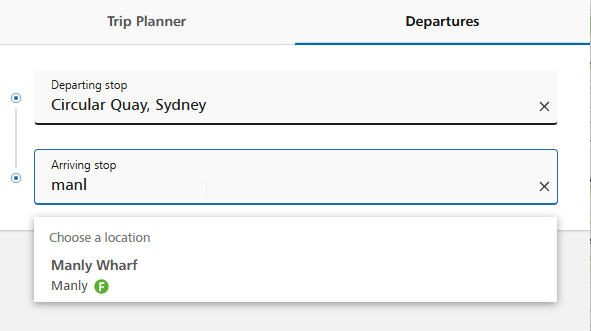 Trip Planner
Departures
Departing stop
Circular Quay, Sydney
Arriving stop
manl
Choose a location
Manly Wharf
Manly F